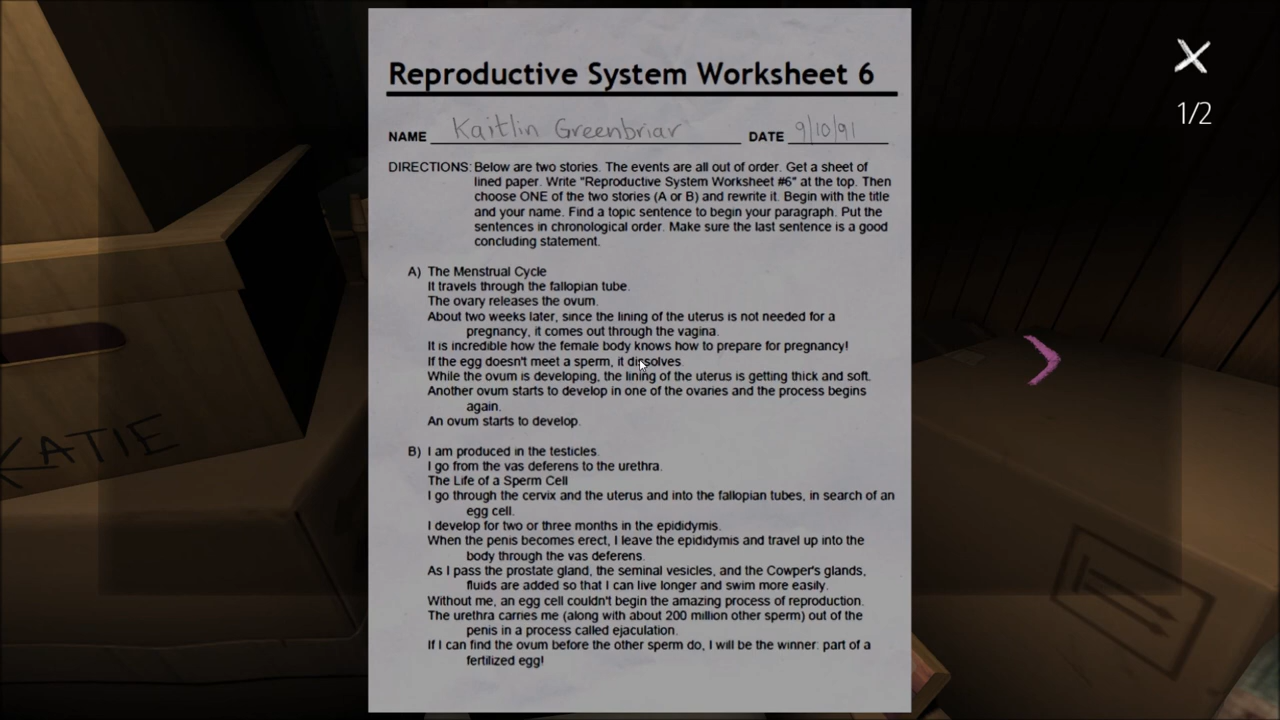 1/2
Reproductive System Worksheet 6
NAME Kaitlin Greenbriar DATE 9/10/91
DIRECTIONS: Below are two stories. The events are all out of order. Get a sheet of
lined paper. Write "Reproductive System Worksheet #6" at the top. Then
choose ONE of the two stories (A or B) and rewrite it. Begin with the title
and your name. Find a topic sentence to begin your paragraph. Put the
sentences in chronological order. Make sure the last sentence is a good
concluding statement.
A) The Menstrual Cycle
It travels through the fallopian tube.
The ovary releases the ovum.
About two weeks later, since the lining of the uterus is not needed for a
pregnancy, it comes out through the vagina.
It is incredible how the female body knows how to prepare for pregnancy!
If the egg doesn't meet a sperm, it dissolves.
While the ovum is developing, the lining of the uterus is getting thick and soft.
Another ovum starts to develop in one of the ovaries and the process begins
again.
An ovum starts to develop.
B) I am produced in the testicles.
I go from the vas deferens to the urethra.
The Life of a Sperm Cell
I go through the cervix and the uterus and into the fallopian tubes, in search of an
egg cell.
I develop for two or three months in the epididymis.
When the penis becomes erect, I leave the epididymis and travel up into the
body through the vas deferens.
As I pass the prostate gland, the seminal vesicles, and the Cowper's glands,
fluids are added so that I can live longer and swim more easily.
Without me, an egg cell couldn't begin the amazing process of reproduction.
The urethra carries me (along with about 200 million other sperm) out of the
penis in a process called ejaculation.
If I can find the ovum before the other sperm do, I will be the winner: part of a
fertilized egg!
KATIE